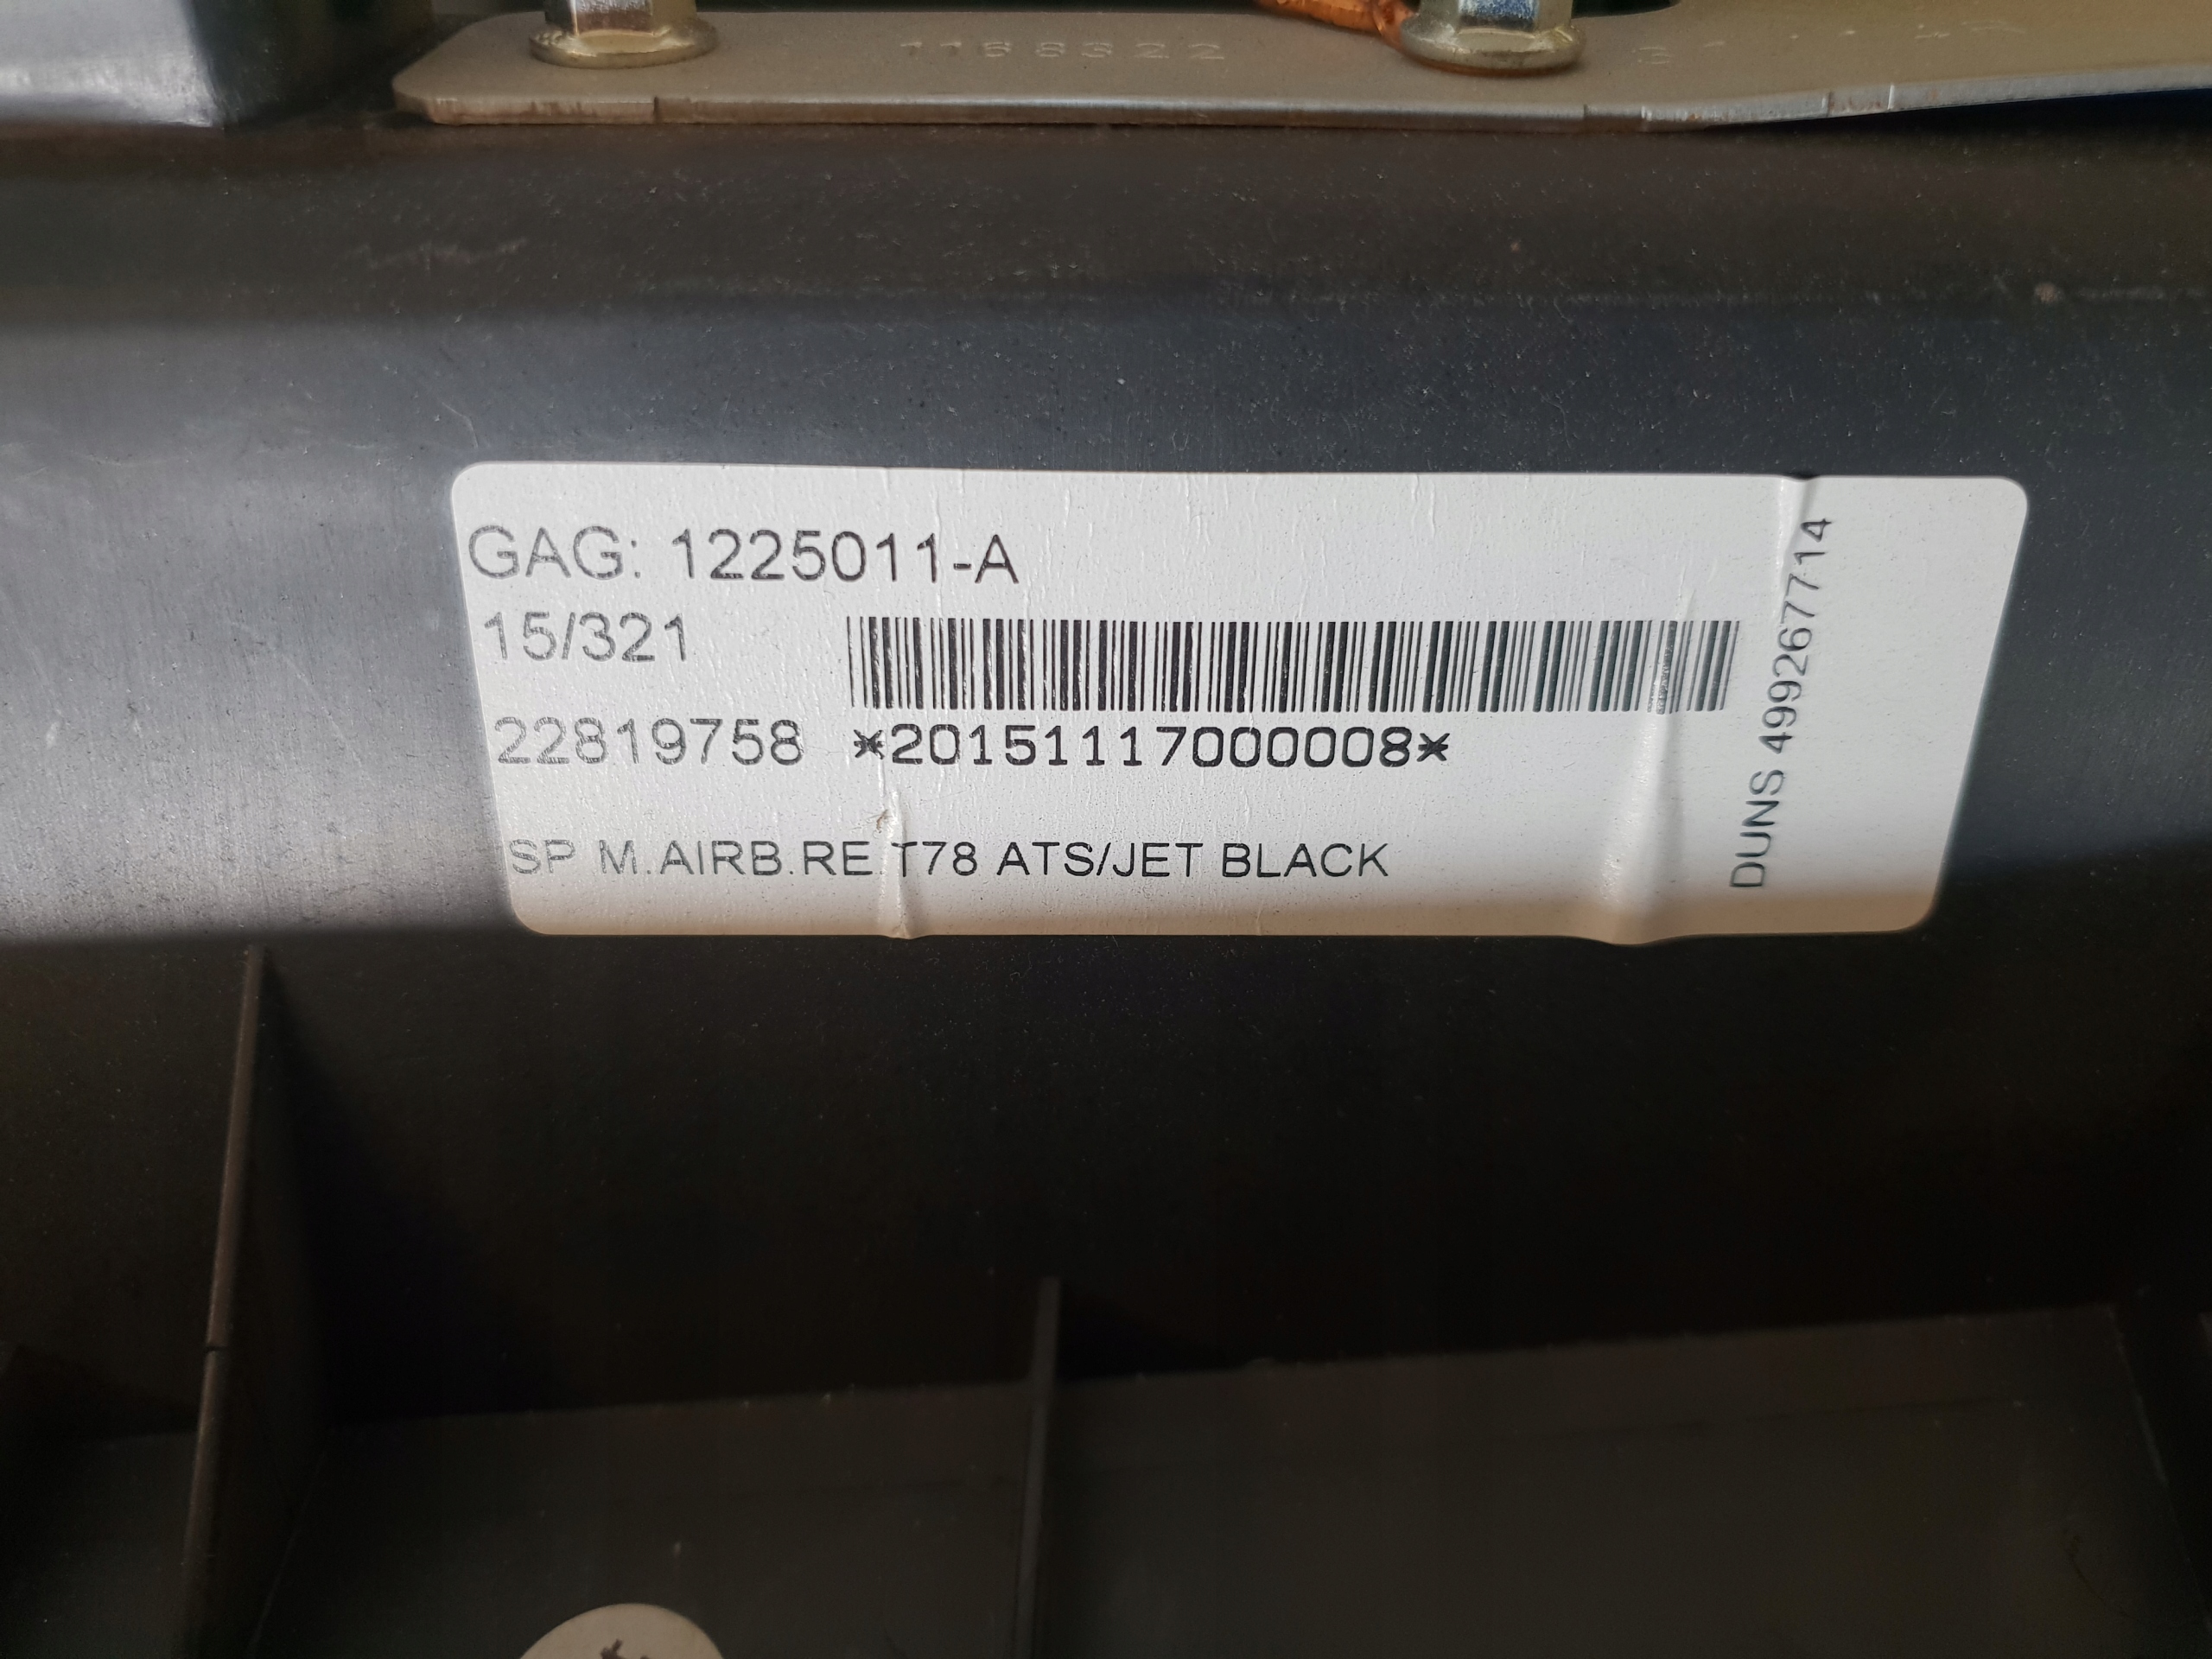 1168322
GAG: 1225011-A
15/321
22819758 *20151117000008*
SP M.AIRB.RE.T78 ATS/JET BLACK
DUNS 499267714